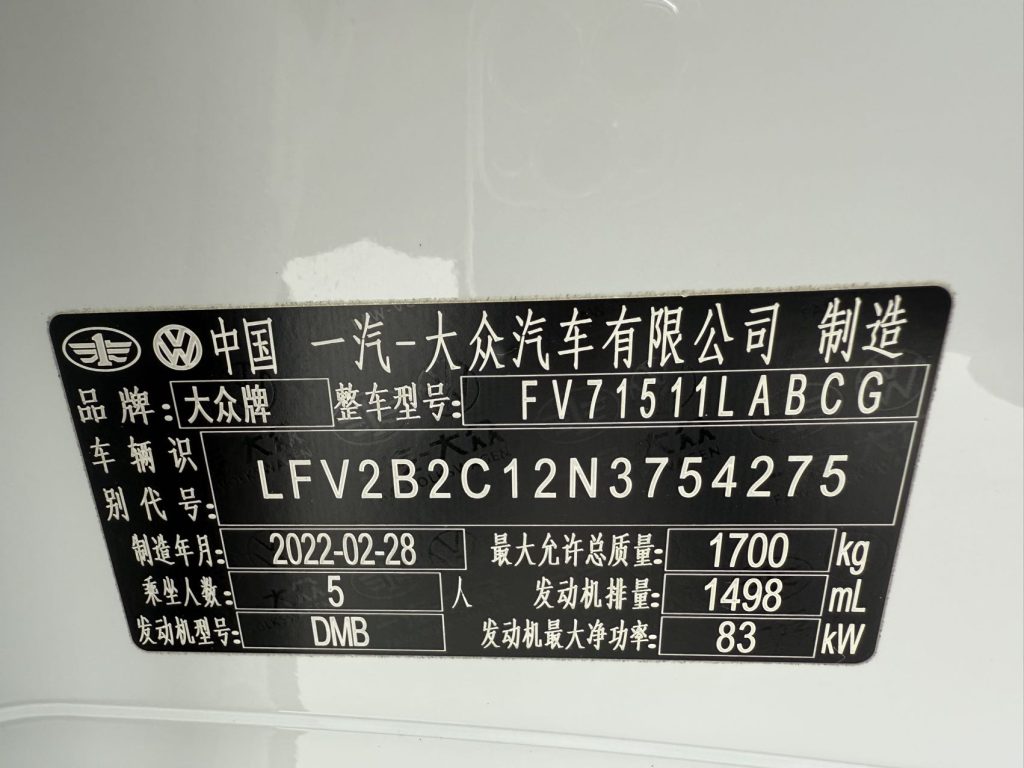 中国 一汽-大众汽车有限公司 制造
品牌: 大众牌 整车型号: FV71511LABCG
车辆识别代号: LFV2B2C12N3754275
制造年月: 2022-02-28 最大允许总质量: 1700 kg
乘坐人数: 5 人 发动机排量: 1498 mL
发动机型号: DMB 发动机最大净功率: 83 kW